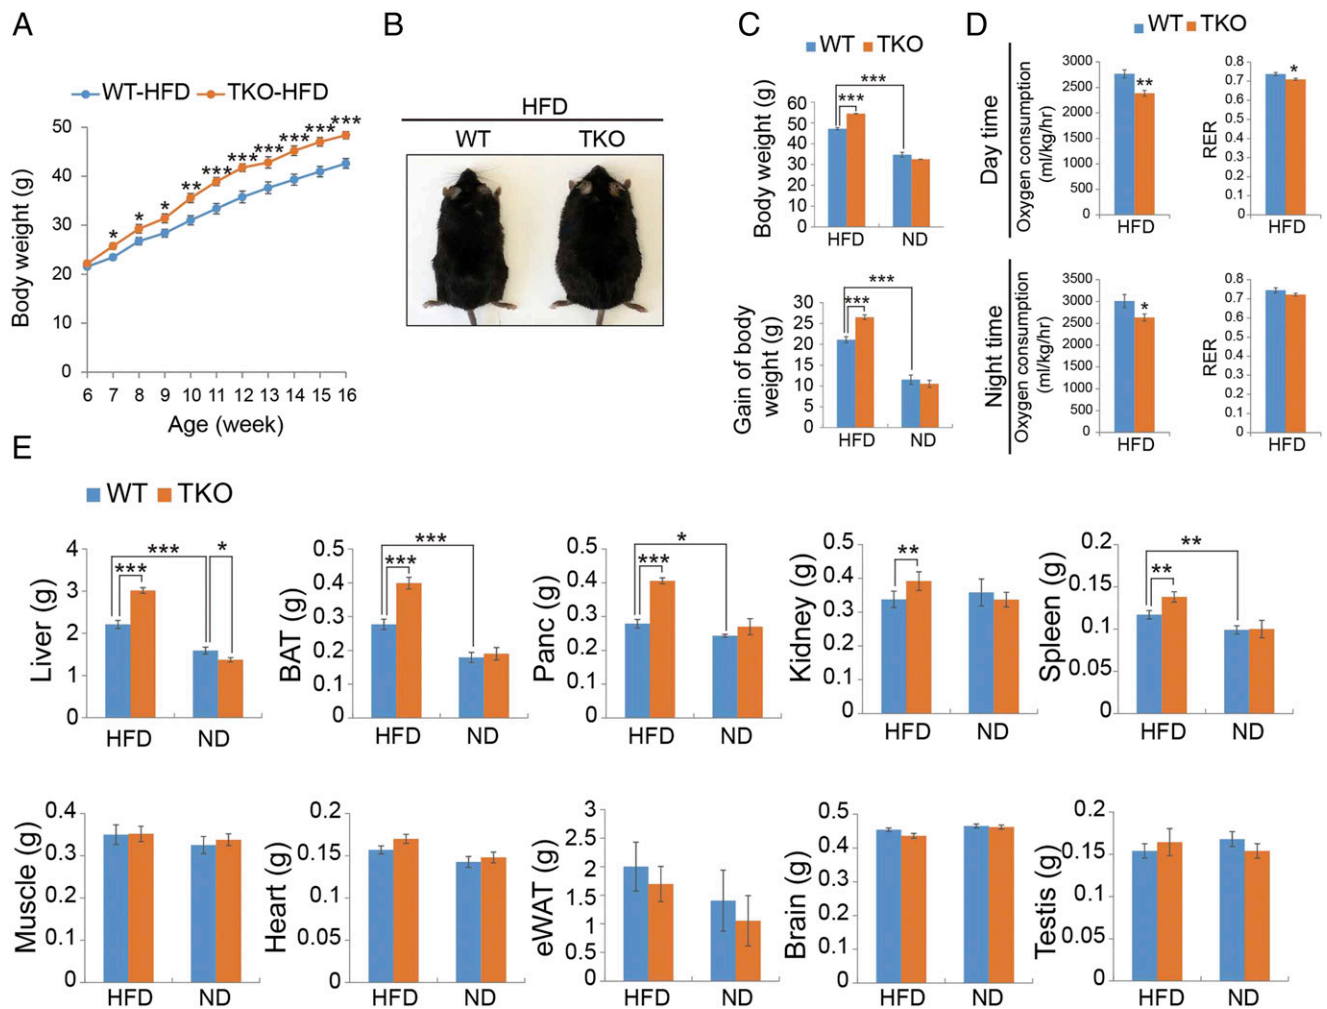 A
WT-HFD TKO-HFD
Body weight (g)
50
40
30
20
10
0
* * * ** *** *** *** *** *** ***
6 7 8 9 10 11 12 13 14 15 16
Age (week)
B
HFD
WT TKO
C
WT TKO
Body weight (g)
60
50
40
30
20
10
0
***
***
HFD ND
Gain of body
weight (g)
30
25
20
15
10
5
0
***
***
HFD ND
D
WT TKO
Day time
Oxygen consumption
(ml/kg/hr)
3000
2500
2000
1500
1000
500
0
**
HFD
RER
0.8
0.7
0.6
0.5
0.4
0.3
0.2
0.1
0
*
HFD
Night time
Oxygen consumption
(ml/kg/hr)
3500
3000
2500
2000
1500
1000
500
0
*
HFD
RER
0.8
0.7
0.6
0.5
0.4
0.3
0.2
0.1
0
HFD
E
WT TKO
Liver (g)
4
3
2
1
0
*** *
***
HFD ND
BAT (g)
0.5
0.4
0.3
0.2
0.1
0
***
***
HFD ND
Panc (g)
0.5
0.4
0.3
0.2
0.1
0
*
***
HFD ND
Kidney (g)
0.5
0.4
0.3
0.2
0.1
0
**
HFD ND
Spleen (g)
0.2
0.15
0.1
0.05
0
**
**
HFD ND
Muscle (g)
0.4
0.3
0.2
0.1
0
HFD ND
Heart (g)
0.2
0.15
0.1
0.05
0
HFD ND
eWAT (g)
3
2.5
2
1.5
1
0.5
0
HFD ND
Brain (g)
0.5
0.4
0.3
0.2
0.1
0
HFD ND
Testis (g)
0.2
0.15
0.1
0.05
0
HFD ND